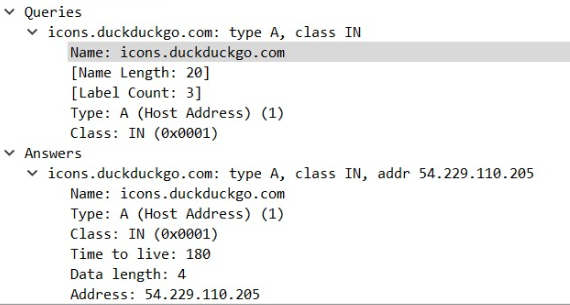 Queries
icons.duckduckgo.com: type A, class IN
Name: icons.duckduckgo.com
[Name Length: 20]
[Label Count: 3]
Type: A (Host Address) (1)
Class: IN (0x0001)
Answers
icons.duckduckgo.com: type A, class IN, addr 54.229.110.205
Name: icons.duckduckgo.com
Type: A (Host Address) (1)
Class: IN (0x0001)
Time to live: 180
Data length: 4
Address: 54.229.110.205